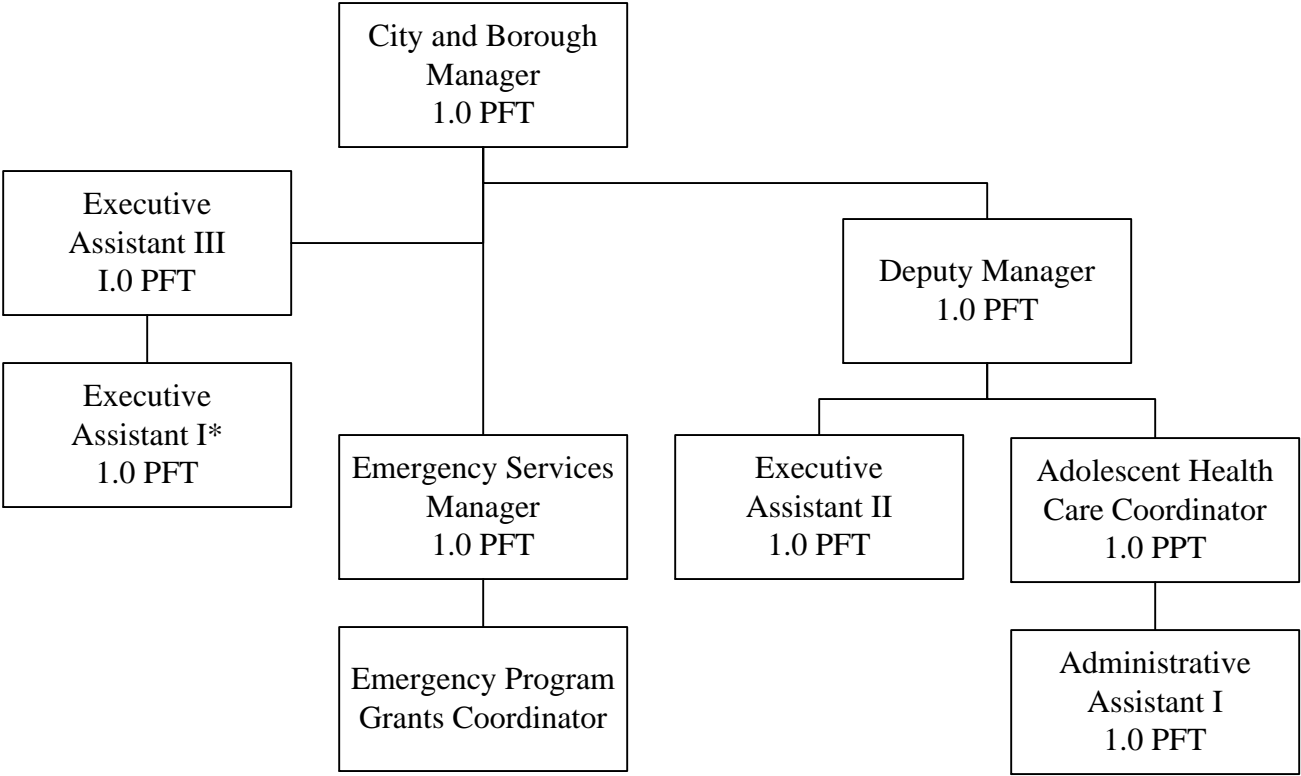 City and Borough
Manager
1.0 PFT
Executive
Assistant III
I.0 PFT
Deputy Manager
1.0 PFT
Executive
Assistant I*
1.0 PFT
Emergency Services
Manager
1.0 PFT
Executive
Assistant II
1.0 PFT
Adolescent Health
Care Coordinator
1.0 PPT
Emergency Program
Grants Coordinator
Administrative
Assistant I
1.0 PFT